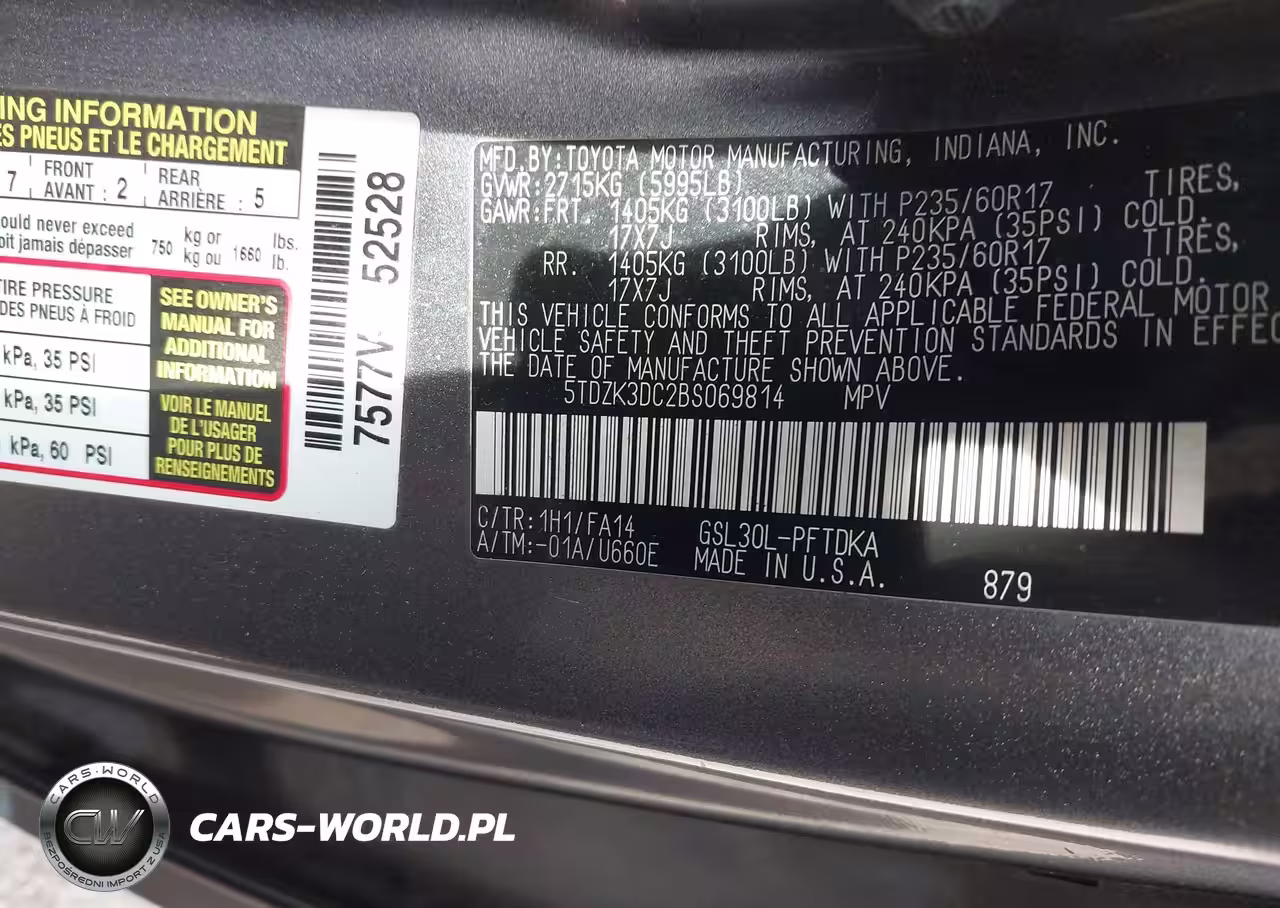 ING INFORMATION
ES PNEUS ET LE CHARGEMENT
7
FRONT
AVANT : 2
REAR
ARRIÈRE : 5
ould never exceed
oit jamais dépasser
750
kg or
kg ou
1660
lbs.
lb.
TIRE PRESSURE
DES PNEUS À FROID
kPa, 35 PSI
kPa, 35 PSI
kPa, 60 PSI
SEE OWNER'S
MANUAL FOR
ADDITIONAL
INFORMATION
VOIR LE MANUEL
DE L'USAGER
POUR PLUS DE
RENSEIGNEMENTS
7577V 52528
MFD.BY:TOYOTA MOTOR MANUFACTURING, INDIANA, INC.
GVWR:2715KG (5995LB)
GAWR:FRT. 1405KG (3100LB) WITH P235/60R17 TIRES,
17X7J RIMS, AT 240KPA (35PSI) COLD.
RR. 1405KG (3100LB) WITH P235/60R17 TIRES,
17X7J RIMS, AT 240KPA (35PSI) COLD.
THIS VEHICLE CONFORMS TO ALL APPLICABLE FEDERAL MOTOR
VEHICLE SAFETY AND THEFT PREVENTION STANDARDS IN EFFEC
THE DATE OF MANUFACTURE SHOWN ABOVE.
5TDZK3DC2BS069814 MPV
C/TR:1H1/FA14 GSL30L-PFTDKA
A/TM:-01A/U660E MADE IN U.S.A.
879
CARS-WORLD
CW
BEZPOŚREDNI IMPORT Z USA
CARS-WORLD.PL